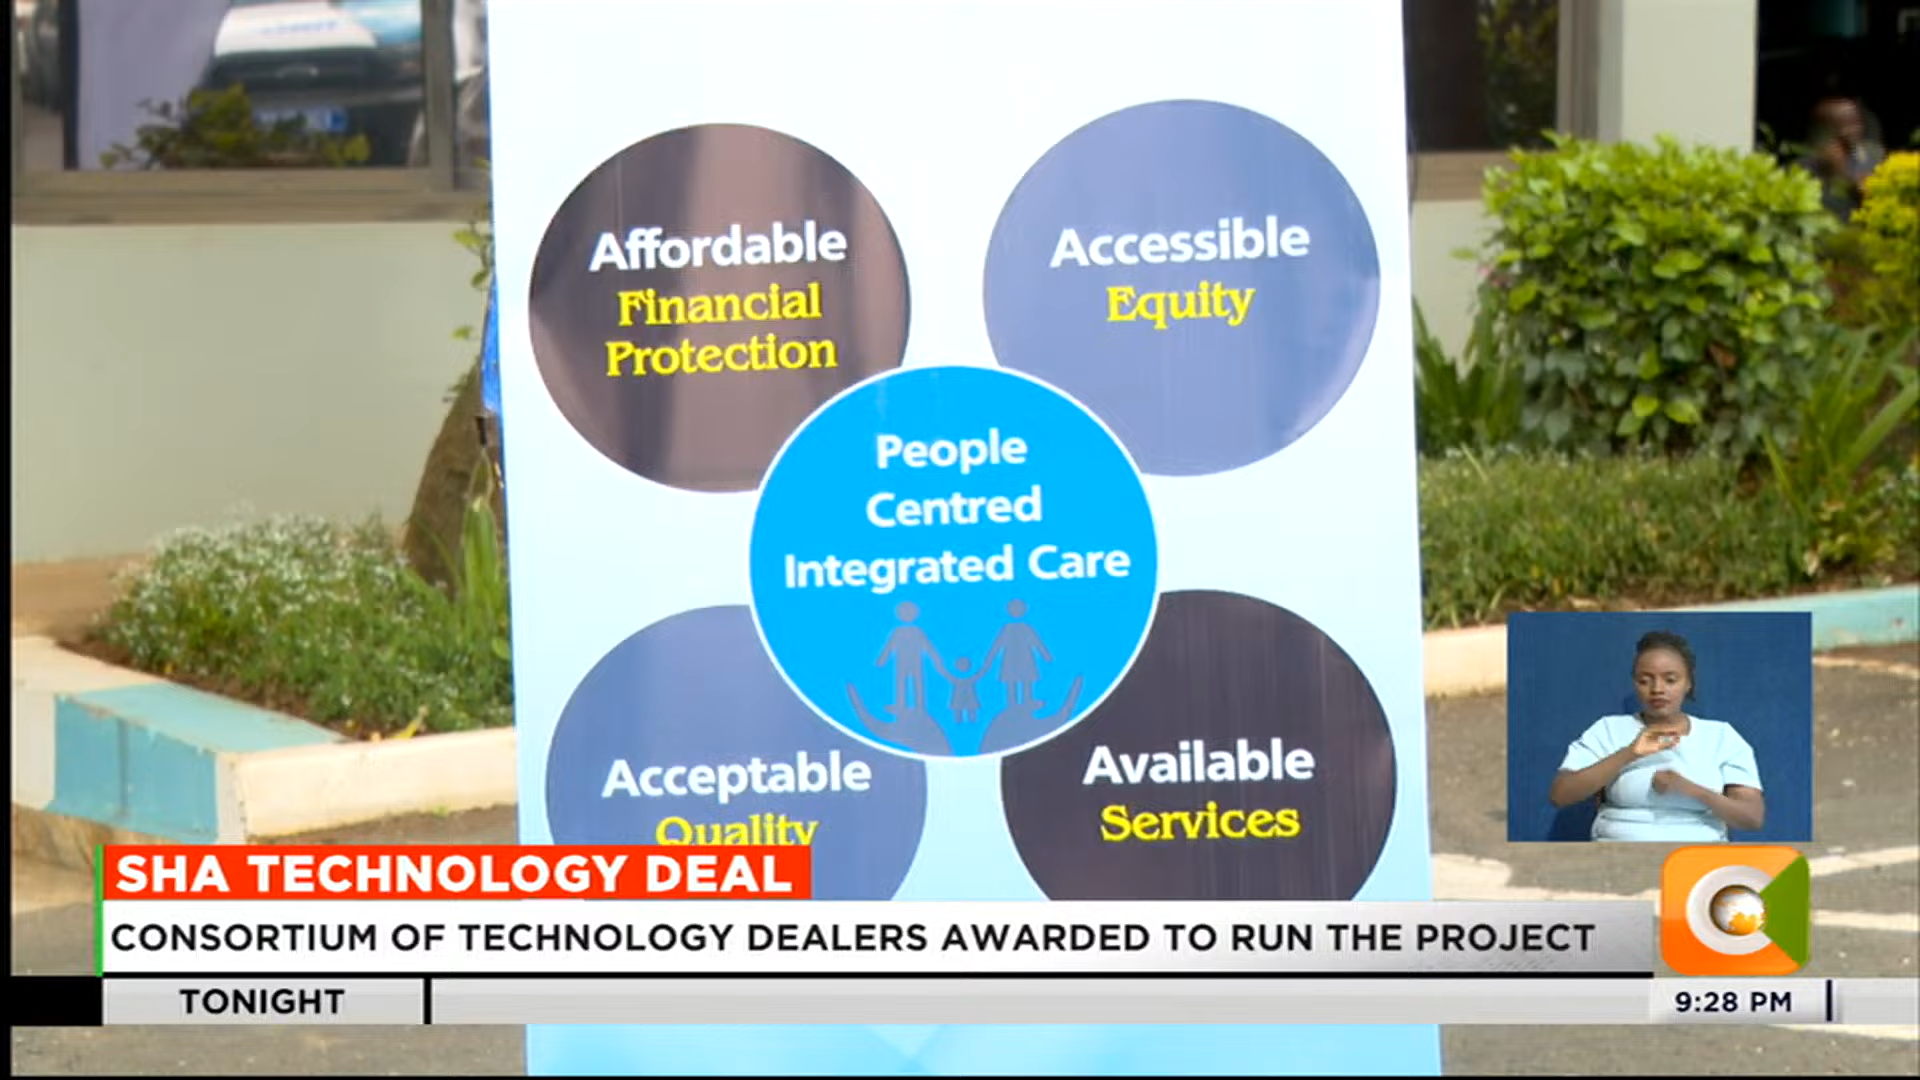 Affordable
Financial
Protection
Accessible
Equity
People
Centred
Integrated Care
Acceptable
Quality
Available
Services
SHA TECHNOLOGY DEAL
CONSORTIUM OF TECHNOLOGY DEALERS AWARDED TO RUN THE PROJECT
TONIGHT
9:28 PM